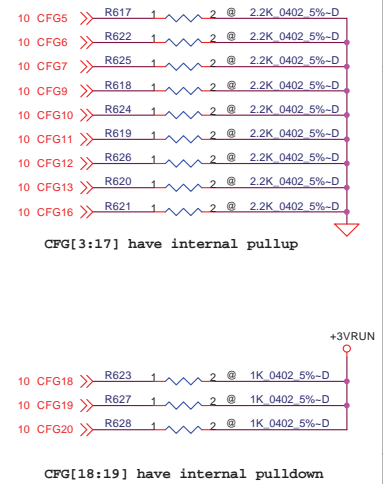 10 CFG5 R617 1 2 @ 2.2K_0402_5%~D
10 CFG6 R622 1 2 @ 2.2K_0402_5%~D
10 CFG7 R625 1 2 @ 2.2K_0402_5%~D
10 CFG9 R618 1 2 @ 2.2K_0402_5%~D
10 CFG10 R624 1 2 @ 2.2K_0402_5%~D
10 CFG11 R619 1 2 @ 2.2K_0402_5%~D
10 CFG12 R626 1 2 @ 2.2K_0402_5%~D
10 CFG13 R620 1 2 @ 2.2K_0402_5%~D
10 CFG16 R621 1 2 @ 2.2K_0402_5%~D
CFG[3:17] have internal pullup
+3VRUN
10 CFG18 R623 1 2 @ 1K_0402_5%~D
10 CFG19 R627 1 2 @ 1K_0402_5%~D
10 CFG20 R628 1 2 @ 1K_0402_5%~D
CFG[18:19] have internal pulldown